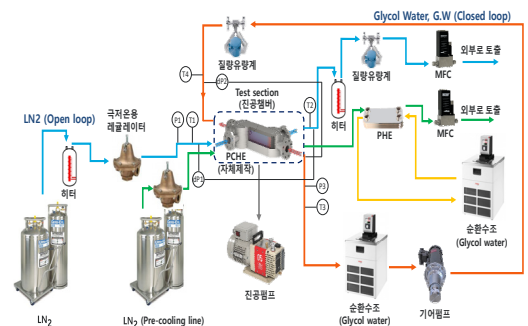 Glycol Water, G.W (Closed loop)
질량유량계
질량유량계
MFC
외부로 토출
T4
dP2
Test section
(진공챔버)
T2
히터
LN2 (Open loop)
극저온용
레귤레이터
P1
T1
PHE
MFC
외부로 토출
PCHE
(자체제작)
dP1
히터
P3
T3
순환수조
(Glycol water)
진공펌프
순환수조
(Glycol water)
기어펌프
LN2
LN2 (Pre-cooling line)